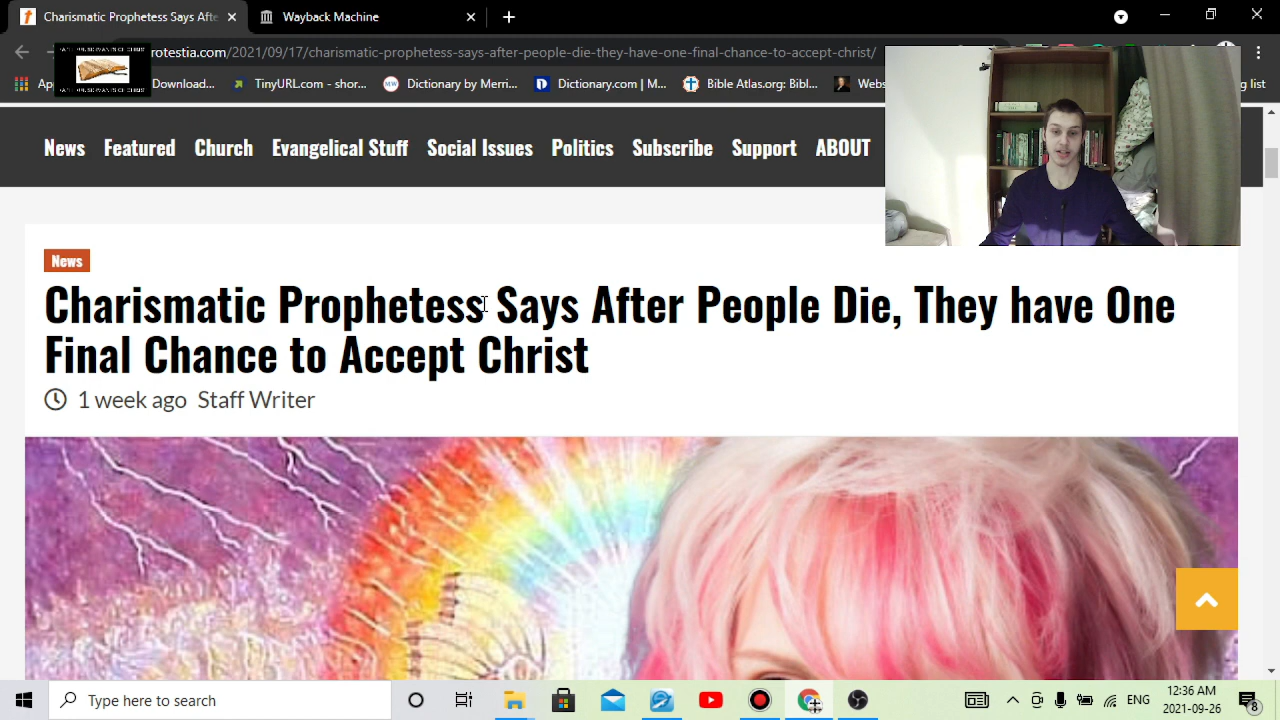 Charismatic Prophetess Says Afte
Wayback Machine
rotestia.com/2021/09/17/charismatic-prophetess-says-after-people-die-they-have-one-final-chance-to-accept-christ/
Ap
TinyURL.com - shor...
Dictionary by Merri...
Dictionary.com | M...
Bible Analysis
g list
News Featured Church Evangelical Stuff Social Issues Politics Subscribe Support ABOUT
News
Charismatic Prophetess Says After People Die, They have One
Final Chance to Accept Christ
1 week ago Staff Writer
Type here to search
ENG
12:36 AM
2021-09-26
8